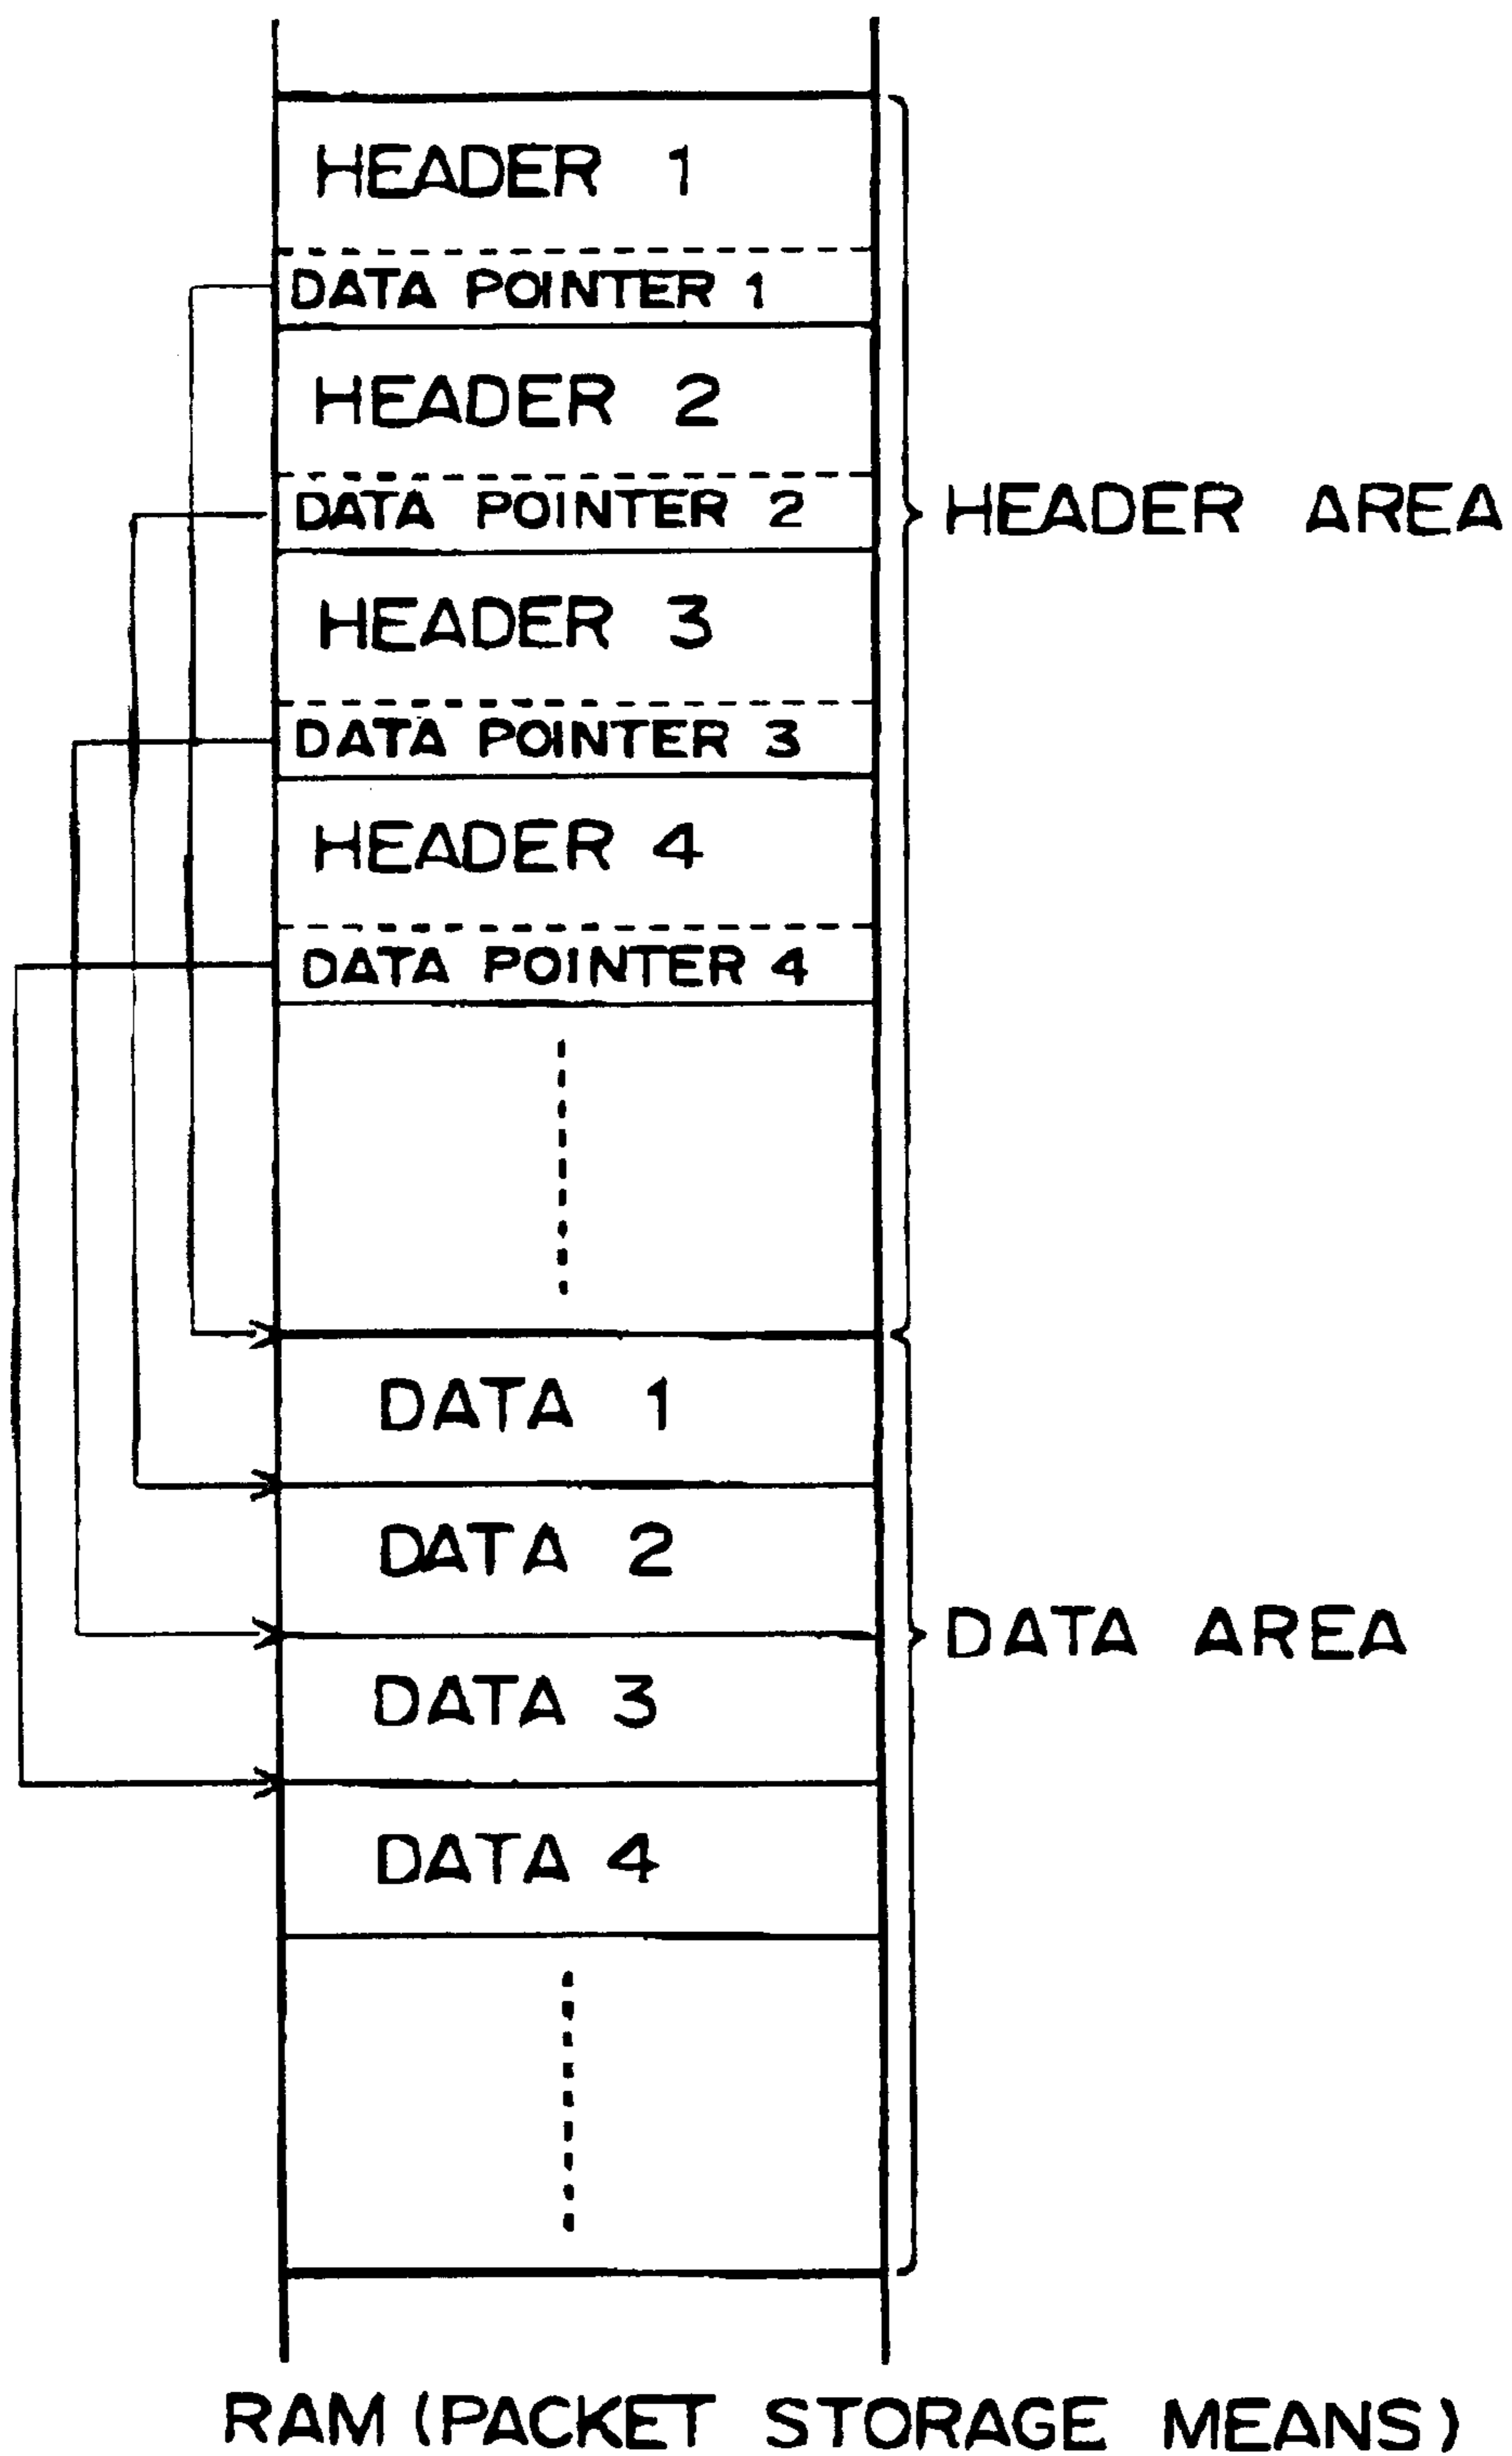 HEADER 1
DATA POINTER 1
HEADER 2
DATA POINTER 2
HEADER AREA
HEADER 3
DATA POINTER 3
HEADER 4
DATA POINTER 4
DATA 1
DATA 2
DATA AREA
DATA 3
DATA 4
RAM (PACKET STORAGE MEANS)